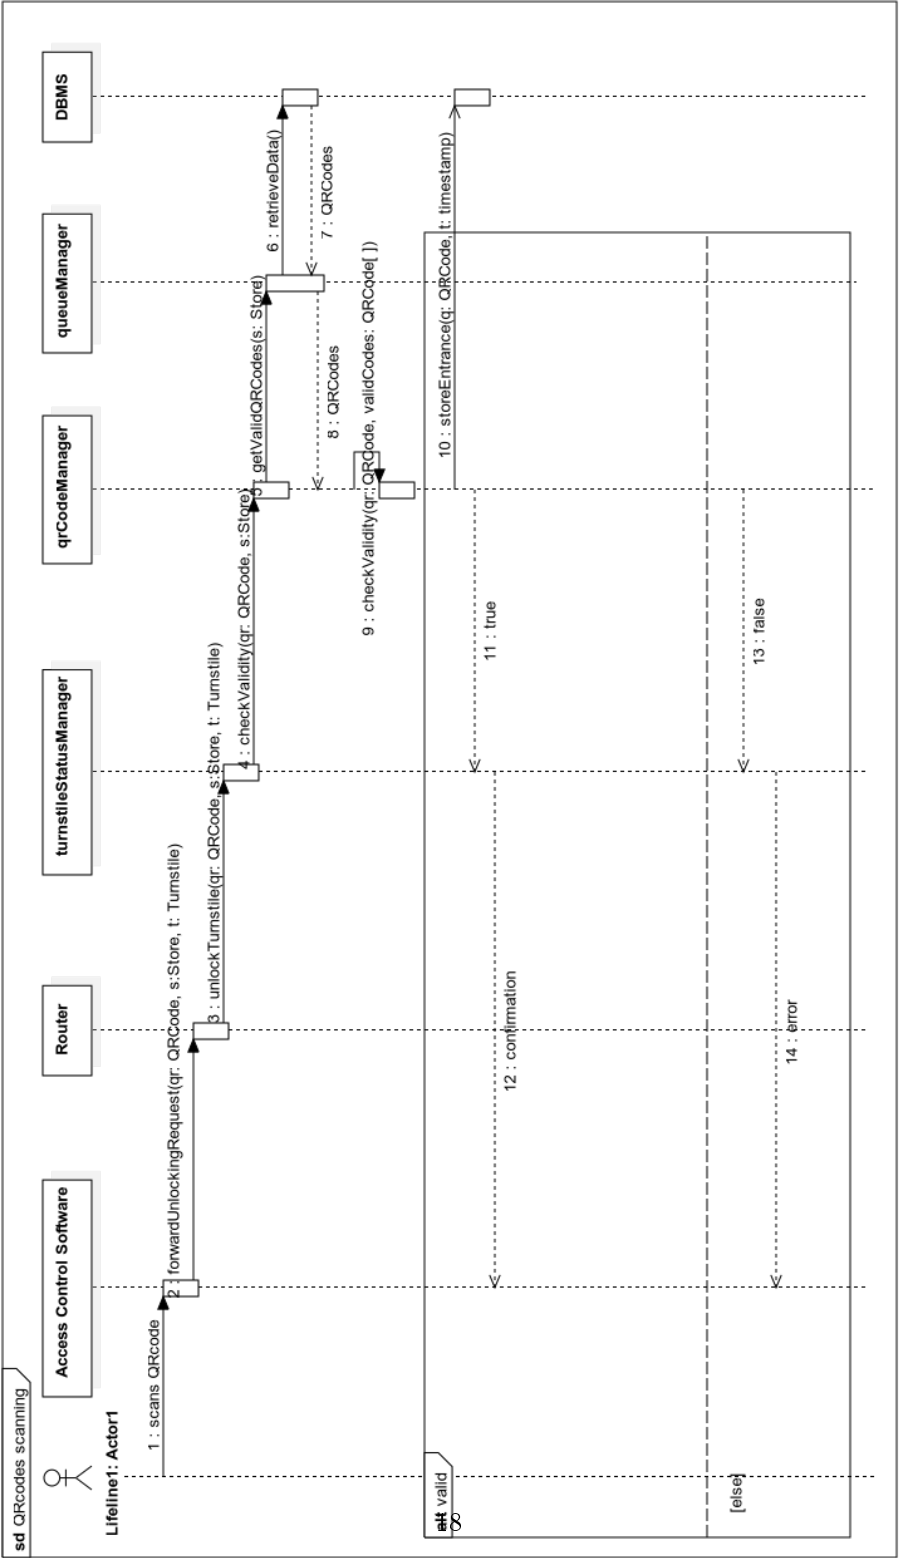 sd QRcodes scanning
Lifeline1: Actor1
Access Control Software
Router
turnstileStatusManager
qrCodeManager
queueManager
DBMS
1 : scans QRcode
2 : forwardUnlockingRequest(qr: QRCode, s:Store, t: Turnstile)
3 : unlockTurnstile(qr: QRCode, s:Store, t: Turnstile)
4 : checkValidity(qr: QRCode, s:Store)
5 : getValidQRCodes(s: Store)
6 : retrieveData()
7 : QRCodes
8 : QRCodes
9 : checkValidity(qr: QRCode, validCodes: QRCode[ ])
alt valid
10 : storeEntrance(q: QRCode, t: timestamp)
11 : true
12 : confirmation
[else]
13 : false
14 : error